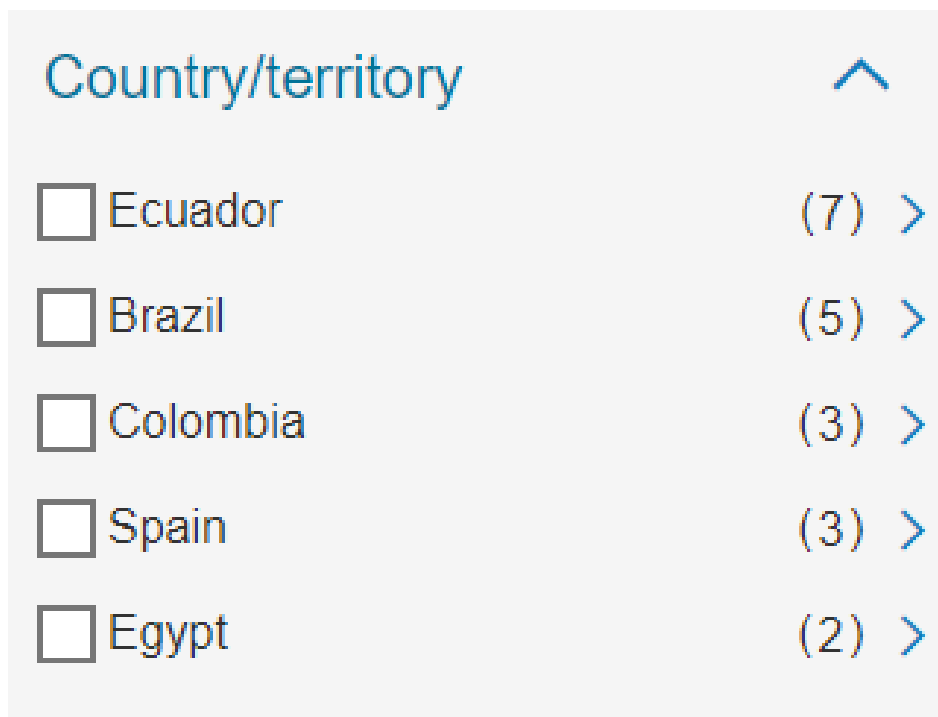 Country/territory
Ecuador (7)
Brazil (5)
Colombia (3)
Spain (3)
Egypt (2)